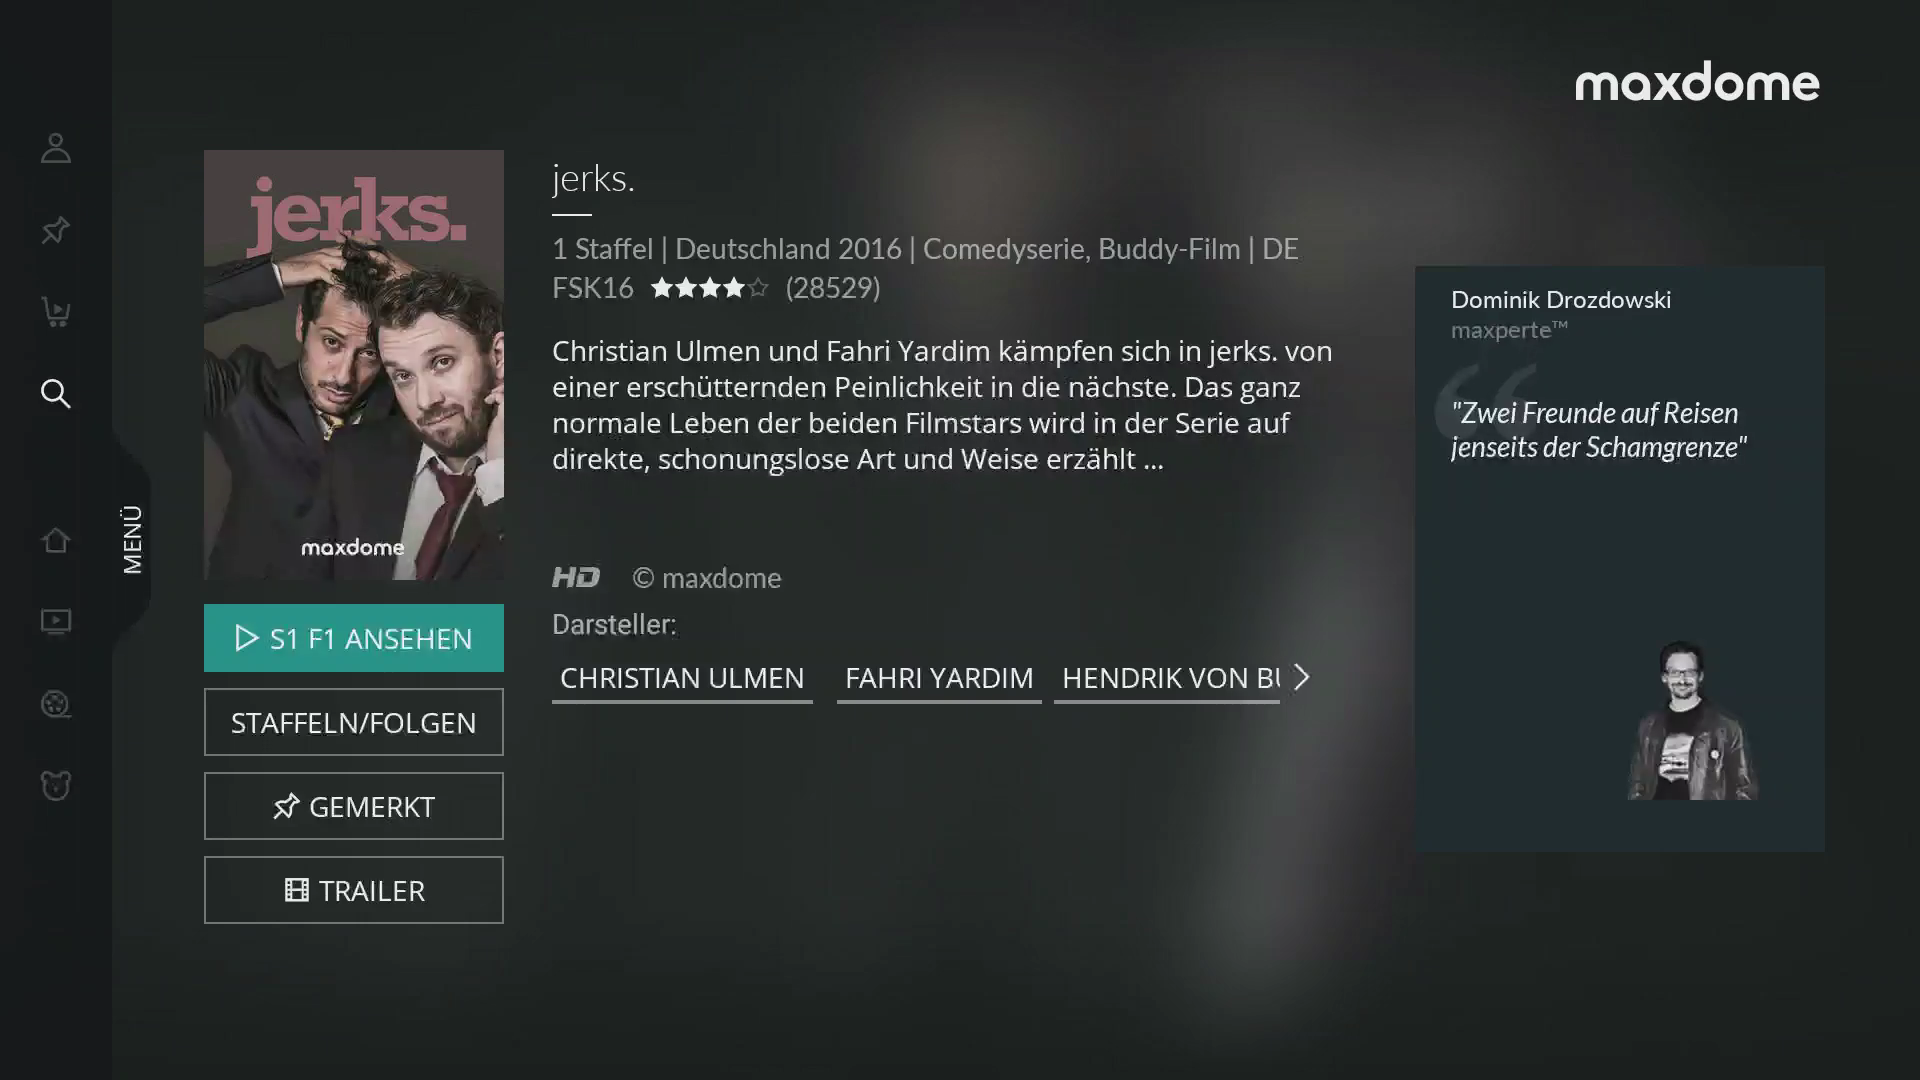 maxdome
MENÜ
jerks.
maxdome
S1 F1 ANSEHEN
STAFFELN/FOLGEN
GEMERKT
TRAILER
jerks.
1 Staffel | Deutschland 2016 | Comedyserie, Buddy-Film | DE
FSK16 (28529)
Christian Ulmen und Fahri Yardim kämpfen sich in jerks. von
einer erschütternden Peinlichkeit in die nächste. Das ganz
normale Leben der beiden Filmstars wird in der Serie auf
direkte, schonungslose Art und Weise erzählt ...
HD © maxdome
Darsteller:
CHRISTIAN ULMEN FAHRI YARDIM HENDRIK VON
Dominik Drozdowski
maxperte™
"Zwei Freunde auf Reisen
jenseits der Schamgrenze"